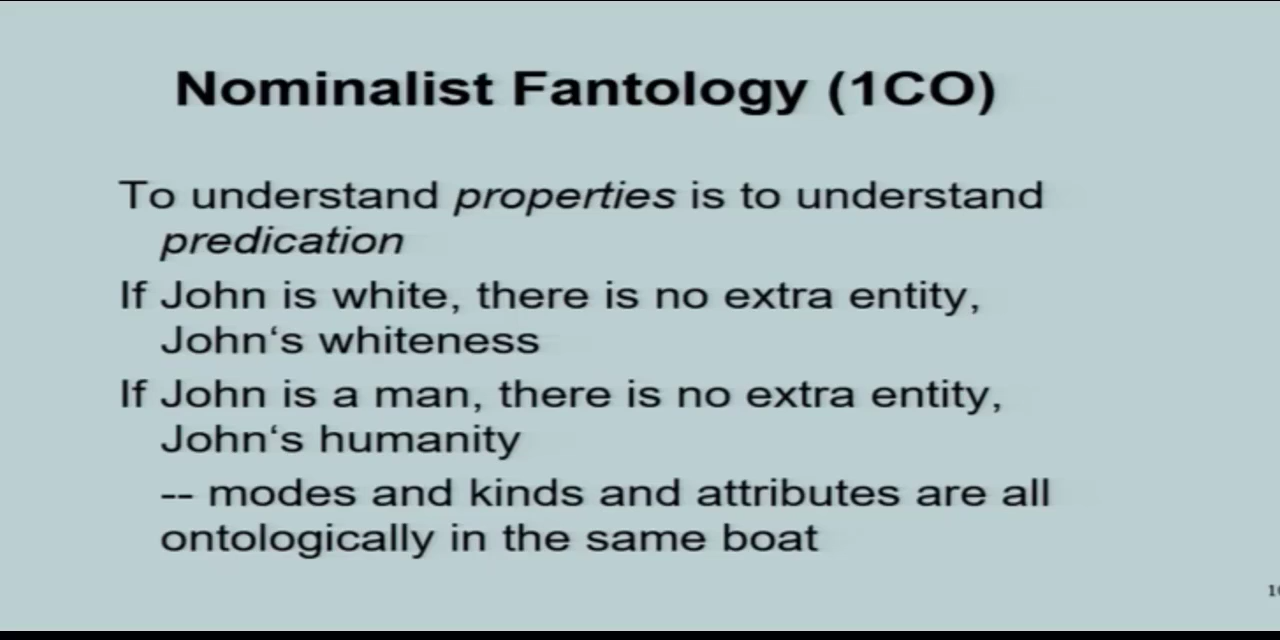 Nominalist Fantology (1CO)
To understand properties is to understand
predication
If John is white, there is no extra entity,
John‘s whiteness
If John is a man, there is no extra entity,
John‘s humanity
-- modes and kinds and attributes are all
ontologically in the same boat